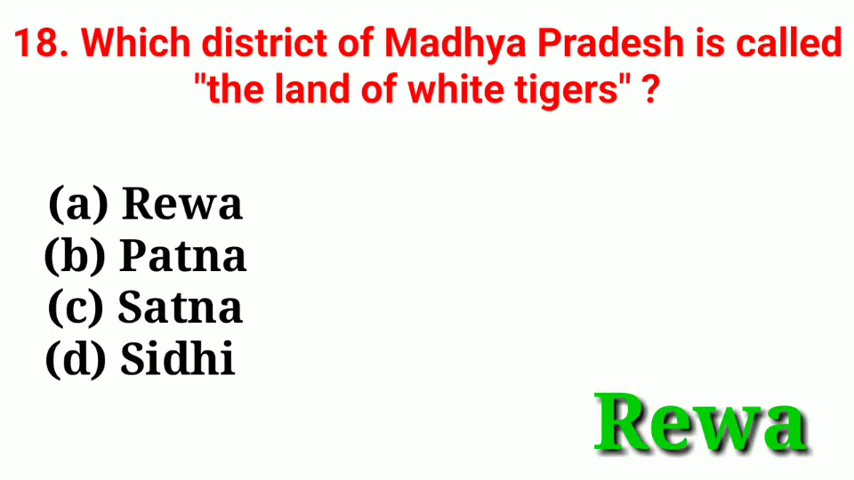 18. Which district of Madhya Pradesh is called
"the land of white tigers" ?
(a) Rewa
(b) Patna
(c) Satna
(d) Sidhi
Rewa